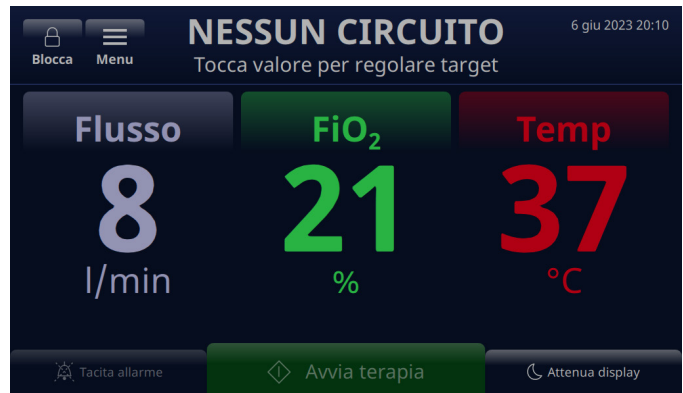 Blocca
Menu
NESSUN CIRCUITO
Tocca valore per regolare target
6 giu 2023 20:10
Flusso
8
l/min
FiO₂
21
%
Temp
37
°C
Tacita allarme
Avvia terapia
Attenua display